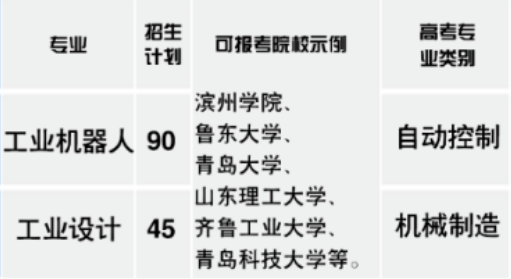 专业
招生
计划
可报考院校示例
高考专
业类别
工业机器人
90
滨州学院、
鲁东大学、
青岛大学、
山东理工大学、
齐鲁工业大学、
青岛科技大学等。
自动控制
工业设计
45
机械制造